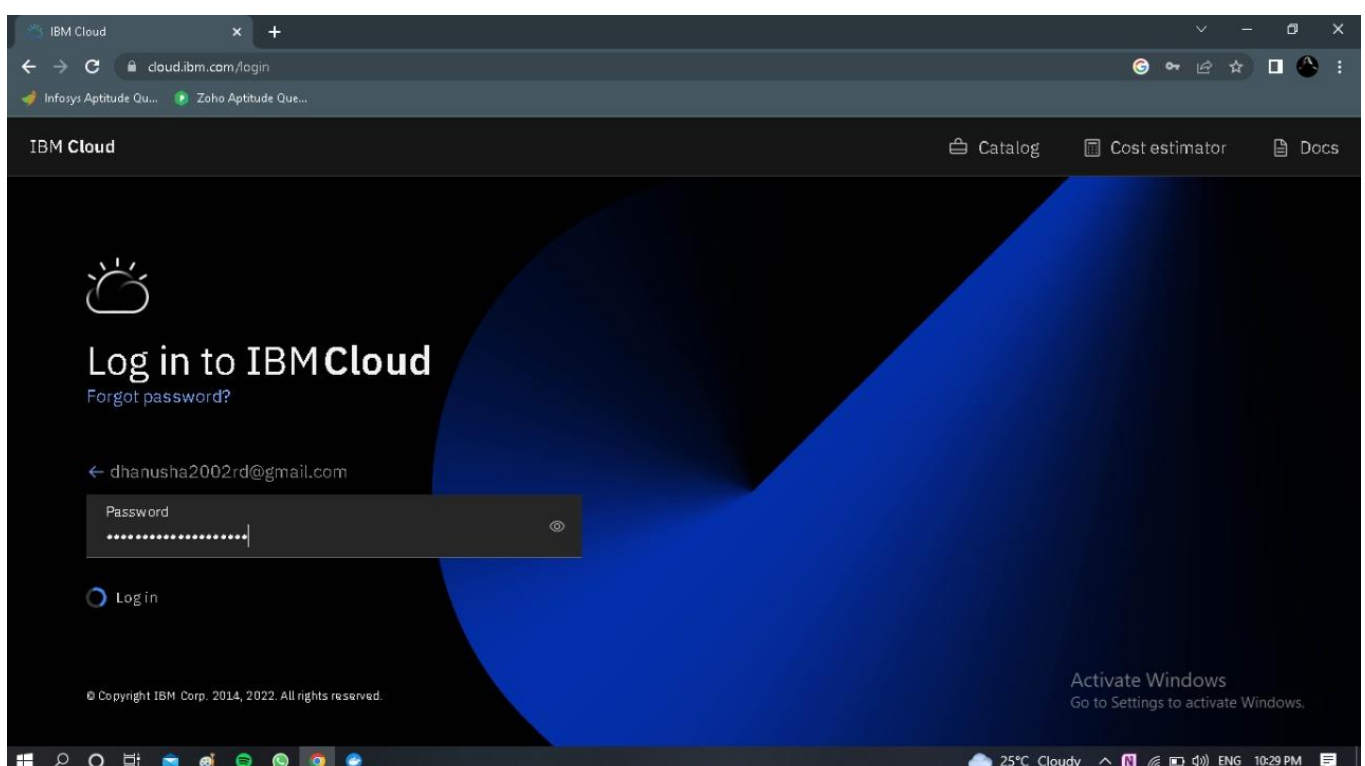 IBM Cloud
cloud.ibm.com/login
Infosys Aptitude Qu... Zoho Aptitude Que...
IBM Cloud Catalog Cost estimator Docs
Log in to IBM Cloud
Forgot password?
← dhanusha2002rd@gmail.com
Password
••••••••••••••••••••
Log in
Activate Windows
Go to Settings to activate Windows.
© Copyright IBM Corp. 2014, 2022. All rights reserved.
25°C Cloudy ENG 10:29 PM